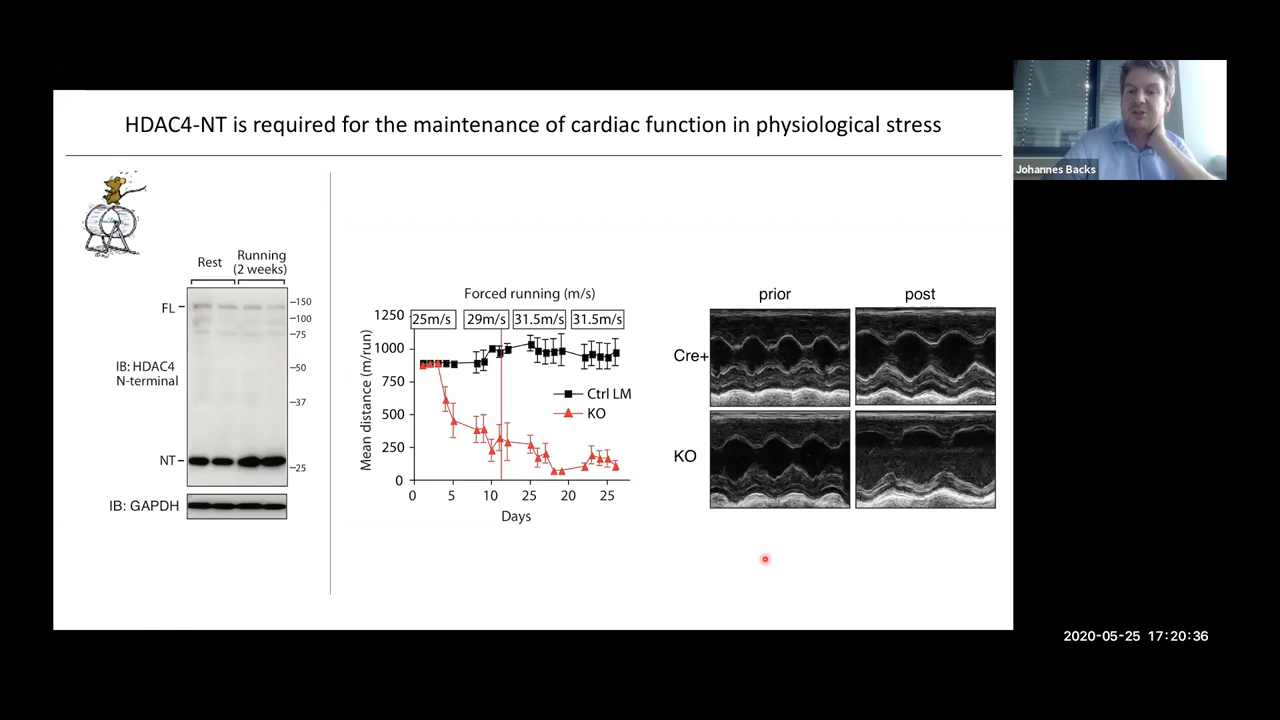 HDAC4-NT is required for the maintenance of cardiac function in physiological stress
Johannes Backs
Rest
Running
(2 weeks)
FL
150
100
75
IB: HDAC4
N-terminal
50
37
NT
25
IB: GAPDH
Forced running (m/s)
25m/s
29m/s
31.5m/s
31.5m/s
Mean distance (m/run)
1250
1000
750
500
250
0
Ctrl LM
KO
0
5
10
25
20
25
Days
prior
post
Cre+
KO
2020-05-25 17:20:36